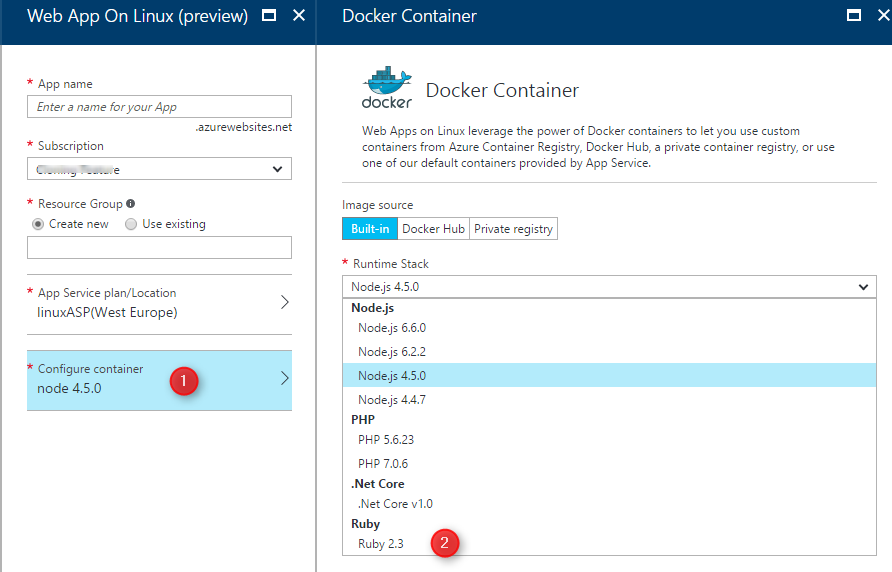 Web App On Linux (preview)
* App name
Enter a name for your App
.azurewebsites.net
* Subscription
* Resource Group
Create new
Use existing
* App Service plan/Location
linuxASP(West Europe)
* Configure container
node 4.5.0
1
Docker Container
docker
Docker Container
Web Apps on Linux leverage the power of Docker containers to let you use custom
containers from Azure Container Registry, Docker Hub, a private container registry, or use
one of our default containers provided by App Service.
Image source
Built-in
Docker Hub
Private registry
* Runtime Stack
Node.js 4.5.0
Node.js
Node.js 6.6.0
Node.js 6.2.2
Node.js 4.5.0
Node.js 4.4.7
PHP
PHP 5.6.23
PHP 7.0.6
.Net Core
.Net Core v1.0
Ruby
Ruby 2.3
2